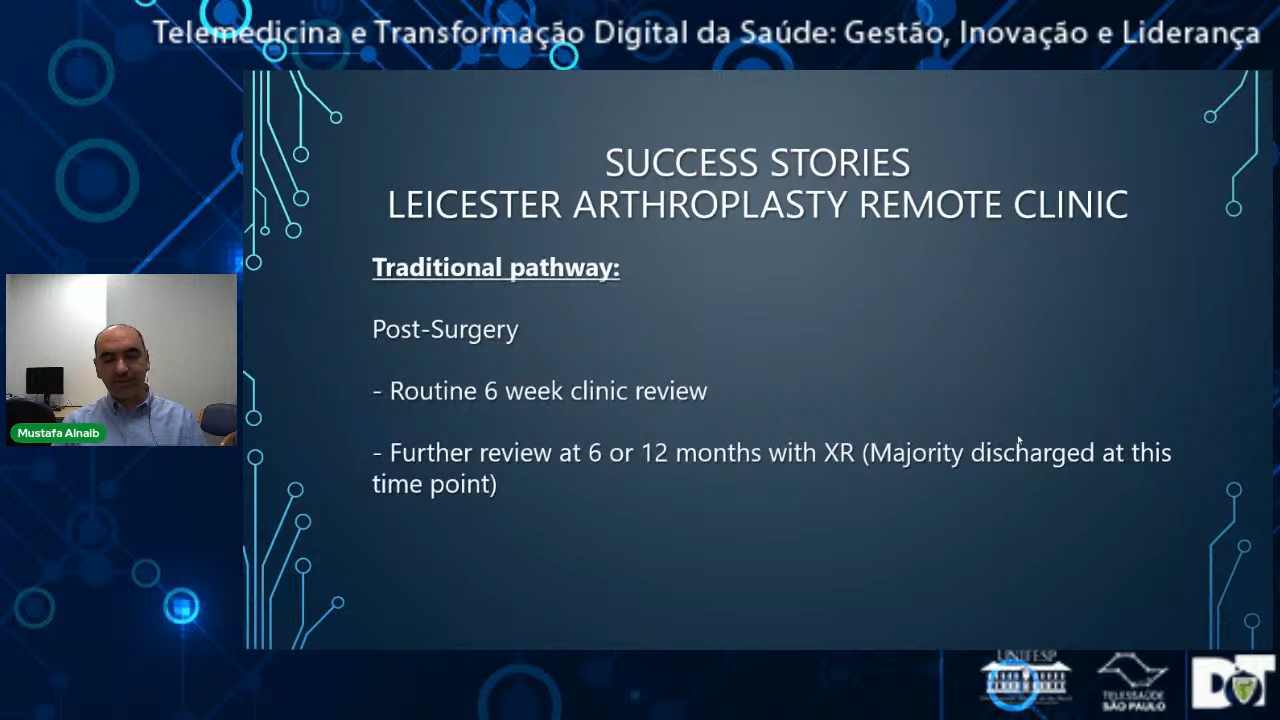 Telemedicina e Transformação Digital da Saúde: Gestão, Inovação e Liderança
SUCCESS STORIES
LEICESTER ARTHROPLASTY REMOTE CLINIC
Traditional pathway:
Post-Surgery
- Routine 6 week clinic review
- Further review at 6 or 12 months with XR (Majority discharged at this
time point)
Mustafa Alnaib
UNIFESP
TELESSAÚDE
SÃO PAULO